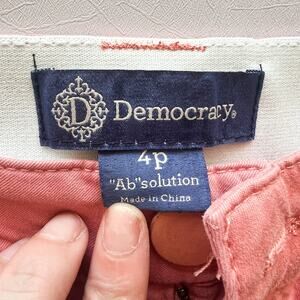 D Democracy®
4p
"Ab"solution
Made in China